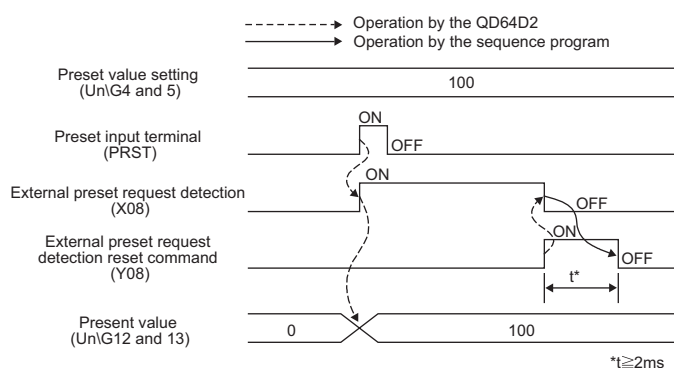 Operation by the QD64D2
Operation by the sequence program
Preset value setting
(Un\G4 and 5)
100
ON
Preset input terminal
(PRST)
OFF
ON
External preset request detection
(X08)
OFF
ON
External preset request
detection reset command
(Y08)
OFF
t*
Present value
(Un\G12 and 13)
0
100
*t≧2ms